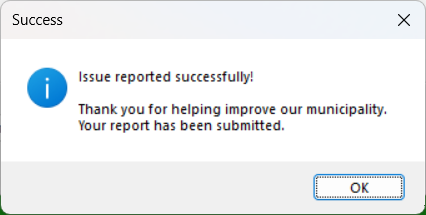 Success
Issue reported successfully!
Thank you for helping improve our municipality.
Your report has been submitted.
OK